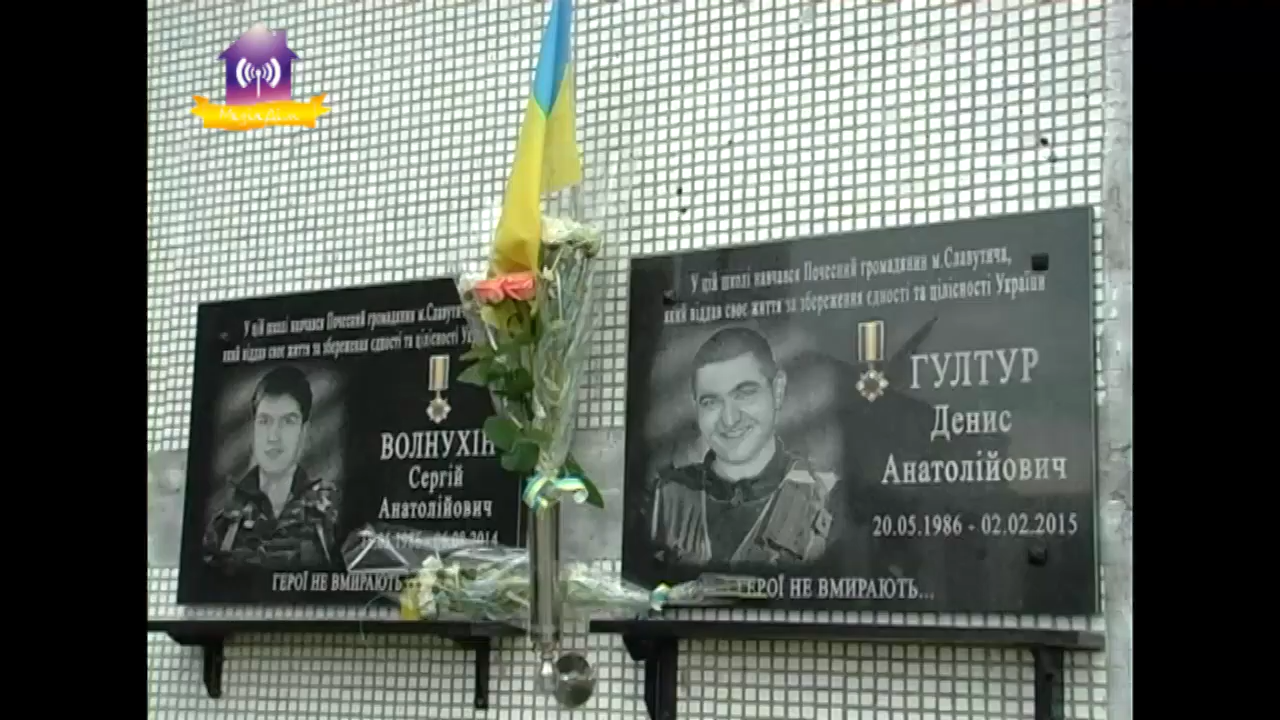 У цій школі навчався Почесний громадянин м.Славутича,
який віддав своє життя за збереження єдності та цілісності України
ГУЛТУР
Денис
Анатолійович
20.05.1986 - 02.02.2015
ГЕРОЇ НЕ ВМИРАЮТЬ...
У цій школі навчався Почесний громадянин
який віддав своє життя за збереження єдності та цілісності
ВОЛНУХІН
Сергій
Анатолійович
ГЕРОЇ НЕ ВМИРАЮТЬ